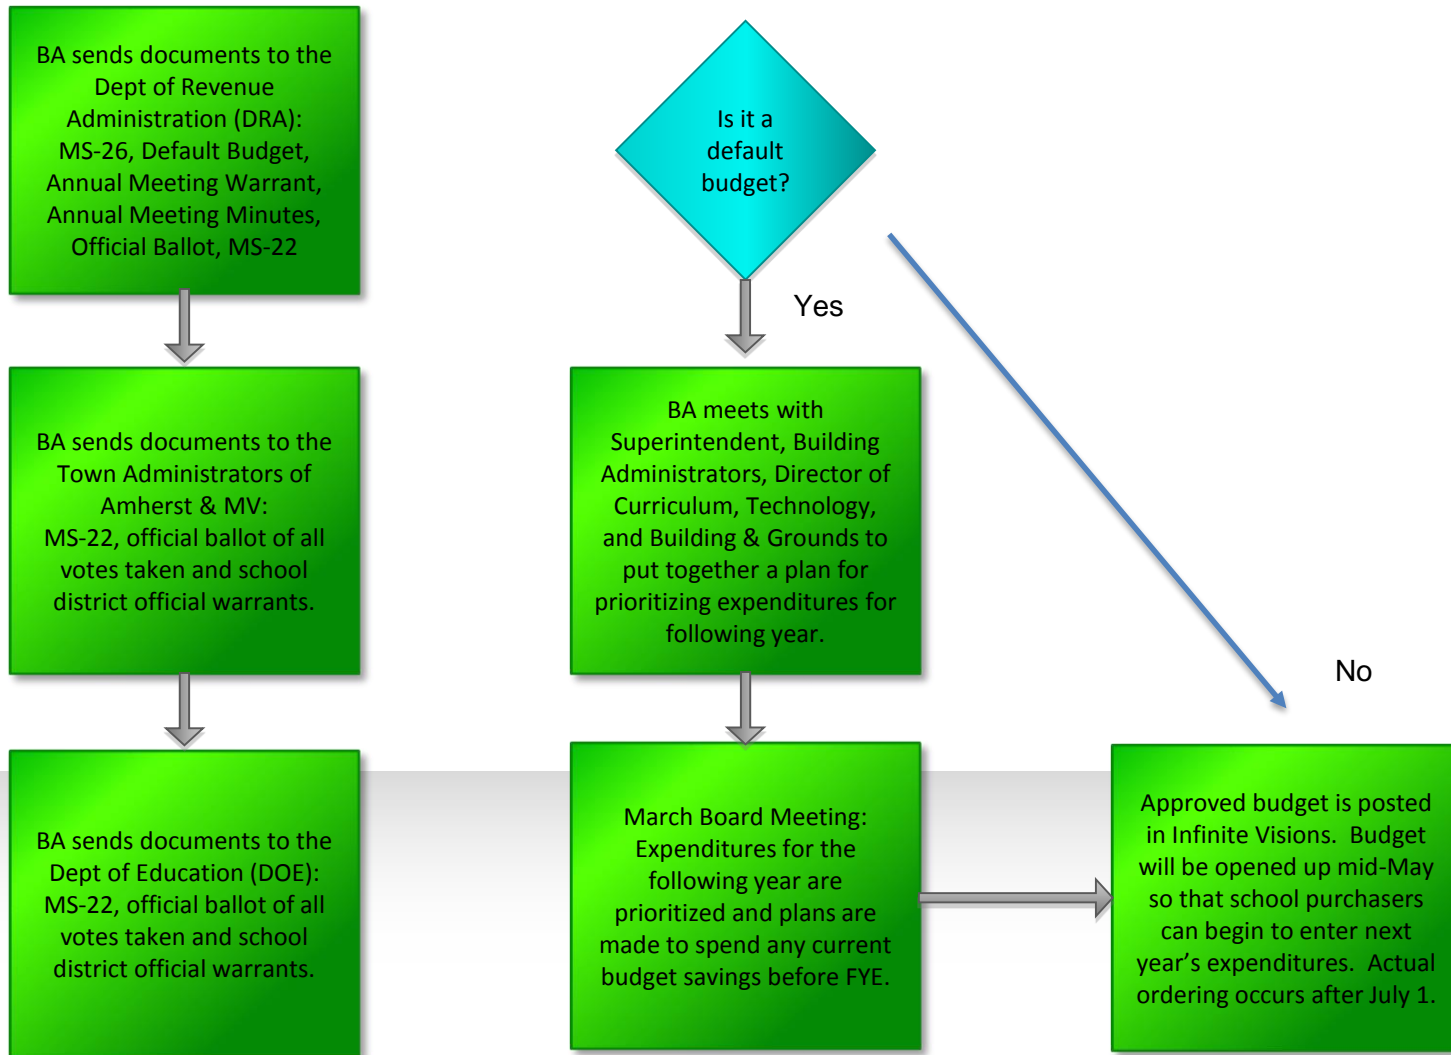 BA sends documents to the
Dept of Revenue
Administration (DRA):
MS-26, Default Budget,
Annual Meeting Warrant,
Annual Meeting Minutes,
Official Ballot, MS-22
BA sends documents to the
Town Administrators of
Amherst & MV:
MS-22, official ballot of all
votes taken and school
district official warrants.
BA sends documents to the
Dept of Education (DOE):
MS-22, official ballot of all
votes taken and school
district official warrants.
Is it a
default
budget?
Yes
BA meets with
Superintendent, Building
Administrators, Director of
Curriculum, Technology,
and Building & Grounds to
put together a plan for
prioritizing expenditures for
following year.
March Board Meeting:
Expenditures for the
following year are
prioritized and plans are
made to spend any current
budget savings before FYE.
No
Approved budget is posted
in Infinite Visions.  Budget
will be opened up mid-May
so that school purchasers
can begin to enter next
year’s expenditures.  Actual
ordering occurs after July 1.